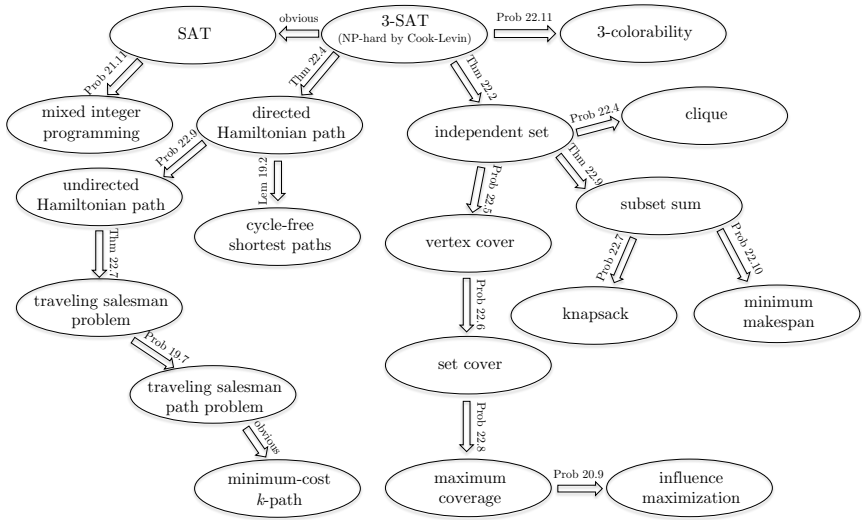 SAT
obvious
3-SAT
(NP-hard by Cook-Levin)
Prob 22.11
3-colorability
Prob 21.11
Thm 22.4
Thm 22.2
mixed integer
programming
directed
Hamiltonian path
independent set
Prob 22.4
clique
Prob 22.9
Lem 19.2
Prob 22.5
Thm 22.9
undirected
Hamiltonian path
cycle-free
shortest paths
vertex cover
subset sum
Thm 22.7
Prob 22.6
Prob 22.7
Prob 22.10
traveling salesman
problem
knapsack
minimum
makespan
Prob 19.7
set cover
traveling salesman
path problem
obvious
Prob 22.8
minimum-cost
k-path
maximum
coverage
Prob 20.9
influence
maximization